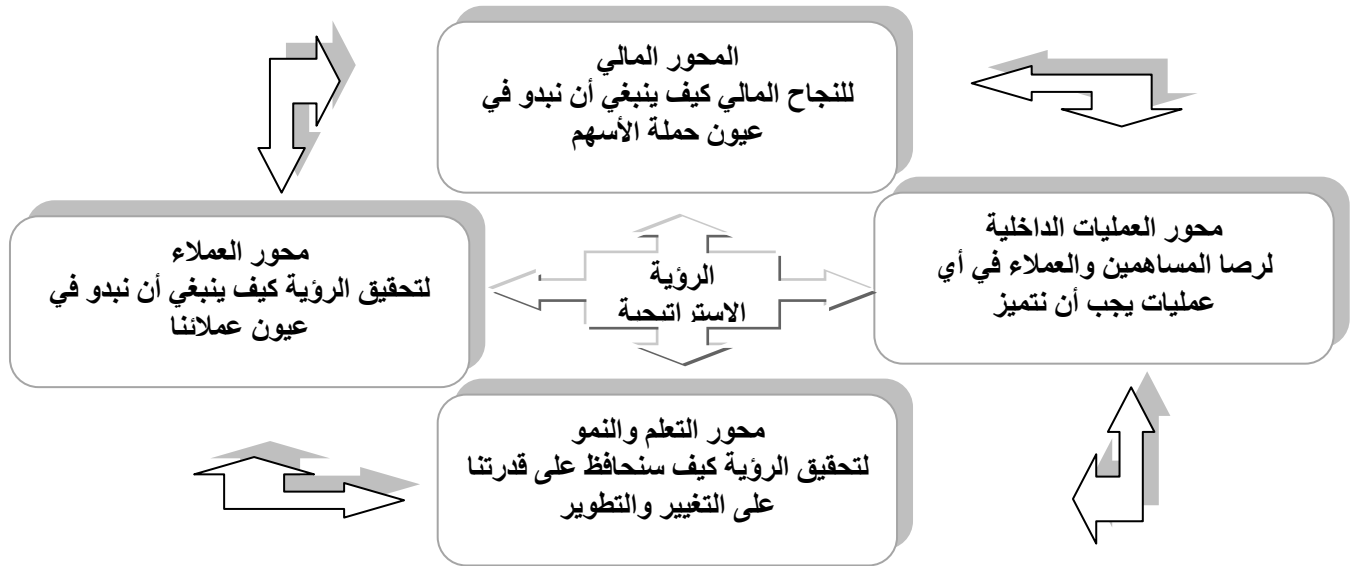 المحور المالي
للنجاح المالي كيف ينبغي أن نبدو في
عيون حملة الأسهم
محور العمليات الداخلية
لرصا المساهمين والعملاء في أي
عمليات يجب أن نتميز
الرؤية
الاستراتيجية
محور العملاء
لتحقيق الرؤية كيف ينبغي أن نبدو في
عيون عملائنا
محور التعلم والنمو
لتحقيق الرؤية كيف سنحافظ على قدرتنا
على التغيير والتطوير